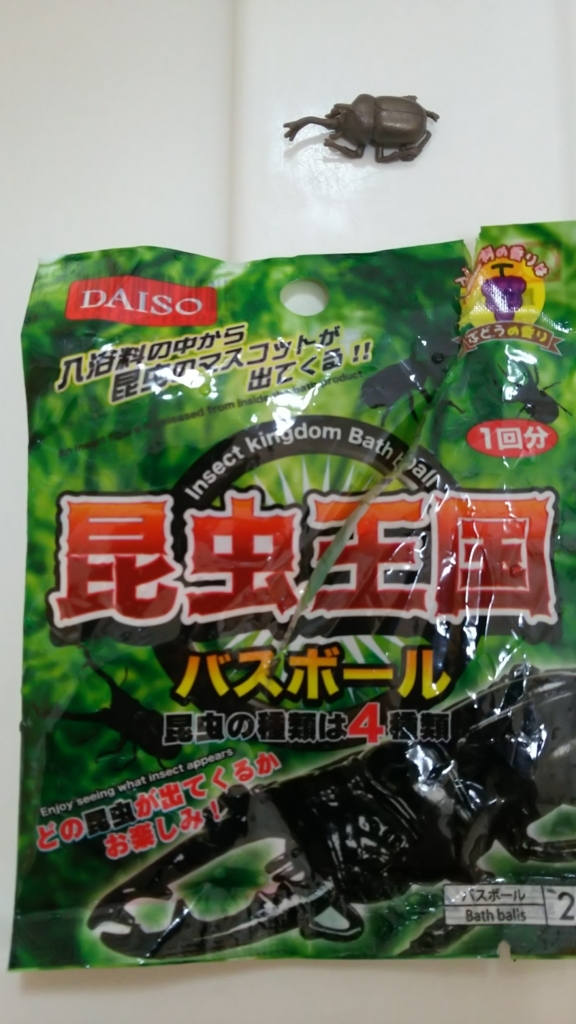 DAISO
入浴料の中から
昆虫のマスコットが
出てくる!!
の香りは
ぶどうの香り
1回分
Insect kingdom Bath ball
昆虫王国
バスボール
昆虫の種類は4種類
Enjoy seeing what insect appears
どの昆虫が出てくるか
お楽しみ!
バスボール
Bath balls